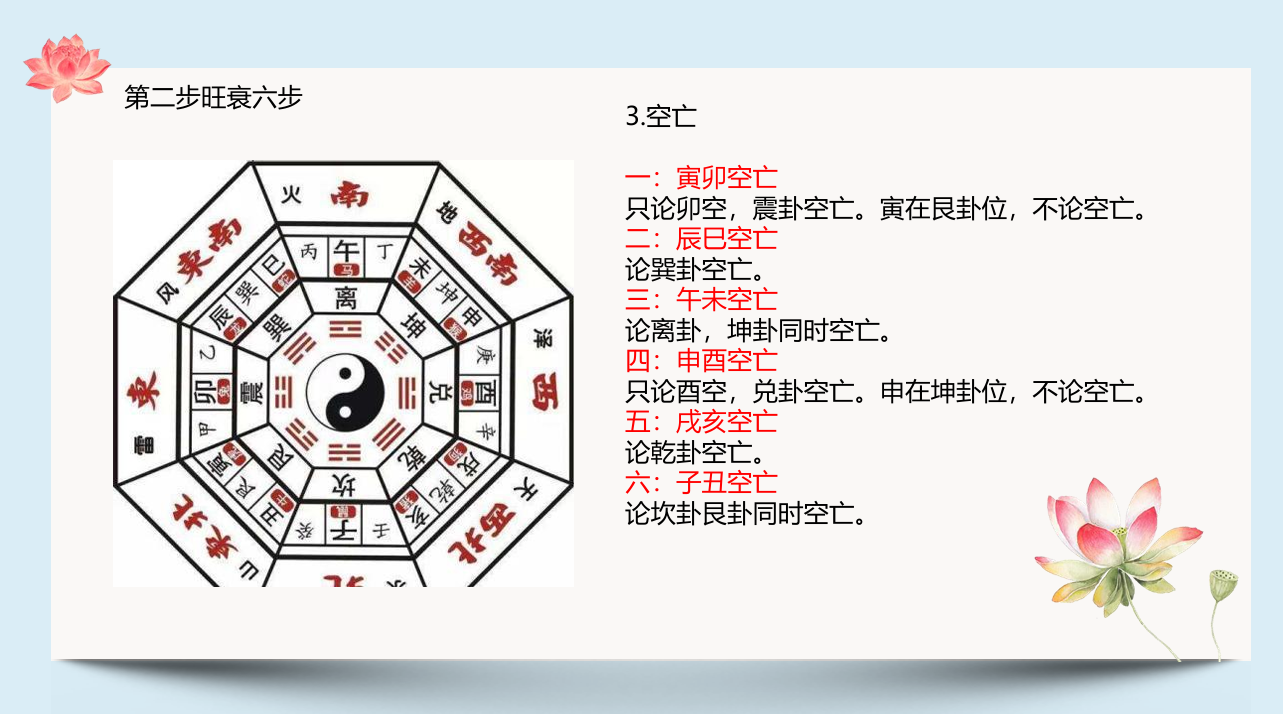 第二步旺衰六步
3.空亡
一：寅卯空亡
只论卯空，震卦空亡。寅在艮卦位，不论空亡。
二：辰巳空亡
论巽卦空亡。
三：午未空亡
论离卦，坤卦同时空亡。
四：申酉空亡
只论酉空，兑卦空亡。申在坤卦位，不论空亡。
五：戌亥空亡
论乾卦空亡。
六：子丑空亡
论坎卦艮卦同时空亡。
火 南
地 西南
泽 西
天 西北
水 北
山 東北
雷 東
风 東南
丙 午 丁
未 坤 申
庚 酉 辛
戌 乾 亥
壬 子 癸
丑 艮 寅
甲 卯 乙
辰 巽 巳
离
坤
兑
乾
坎
艮
震
巽